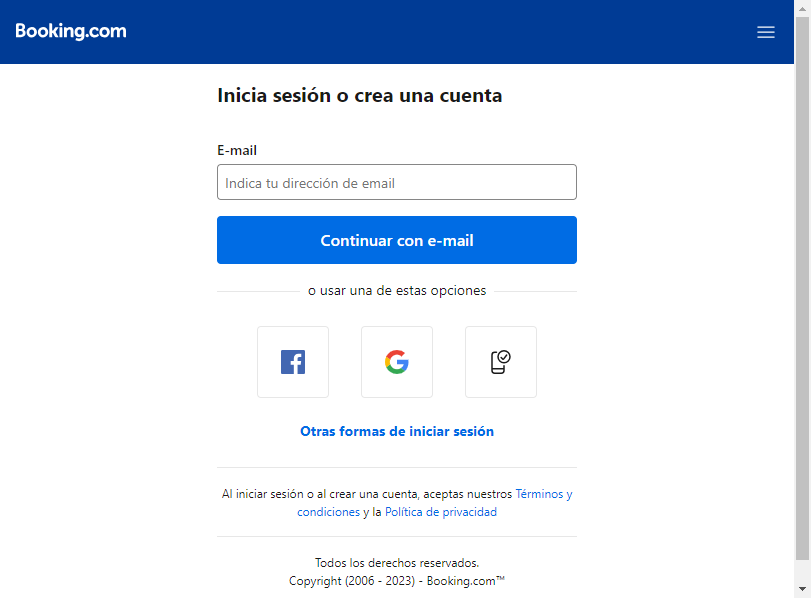 Booking.com
Inicia sesión o crea una cuenta
E-mail
Indica tu dirección de email
Continuar con e-mail
o usar una de estas opciones
Otras formas de iniciar sesión
Al iniciar sesión o al crear una cuenta, aceptas nuestros Términos y
condiciones y la Política de privacidad
Todos los derechos reservados.
Copyright (2006 - 2023) - Booking.com™